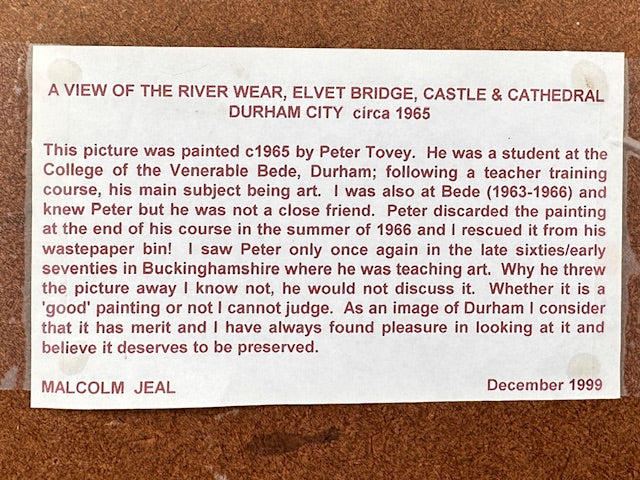 A VIEW OF THE RIVER WEAR, ELVET BRIDGE, CASTLE & CATHEDRAL
DURHAM CITY circa 1965
This picture was painted c1965 by Peter Tovey. He was a student at the
College of the Venerable Bede, Durham; following a teacher training
course, his main subject being art. I was also at Bede (1963-1966) and
knew Peter but he was not a close friend. Peter discarded the painting
at the end of his course in the summer of 1966 and I rescued it from his
wastepaper bin! I saw Peter only once again in the late sixties/early
seventies in Buckinghamshire where he was teaching art. Why he threw
the picture away I know not, he would not discuss it. Whether it is a
'good' painting or not I cannot judge. As an image of Durham I consider
that it has merit and I have always found pleasure in looking at it and
believe it deserves to be preserved.
MALCOLM JEAL December 1999